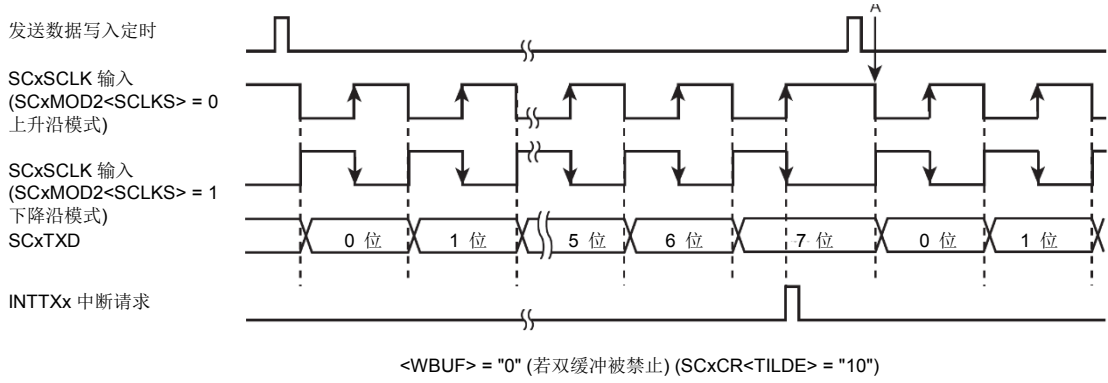 A
发送数据写入定时
SCxSCLK 输入
(SCxMOD2<SCLKS> = 0
上升沿模式)
SCxSCLK 输入
(SCxMOD2<SCLKS> = 1
下降沿模式)
SCxTXD
0 位 1 位 5 位 6 位 7 位 0 位 1 位
INTTXx 中断请求
<WBUF> = "0" (若双缓冲被禁止) (SCxCR<TILDE> = "10")